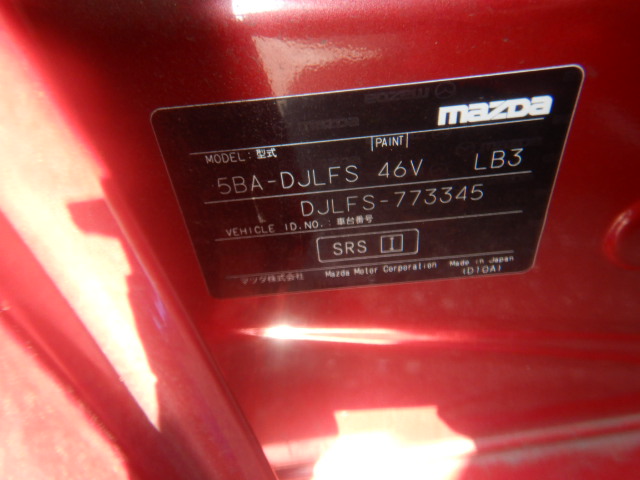 mazda
MODEL: 型式 PAINT
5BA-DJLFS 46V LB3
DJLFS-773345
VEHICLE ID.NO.: 車台番号
SRS I
マツダ株式会社 Mazda Motor Corporation Made in Japan
(D10A)